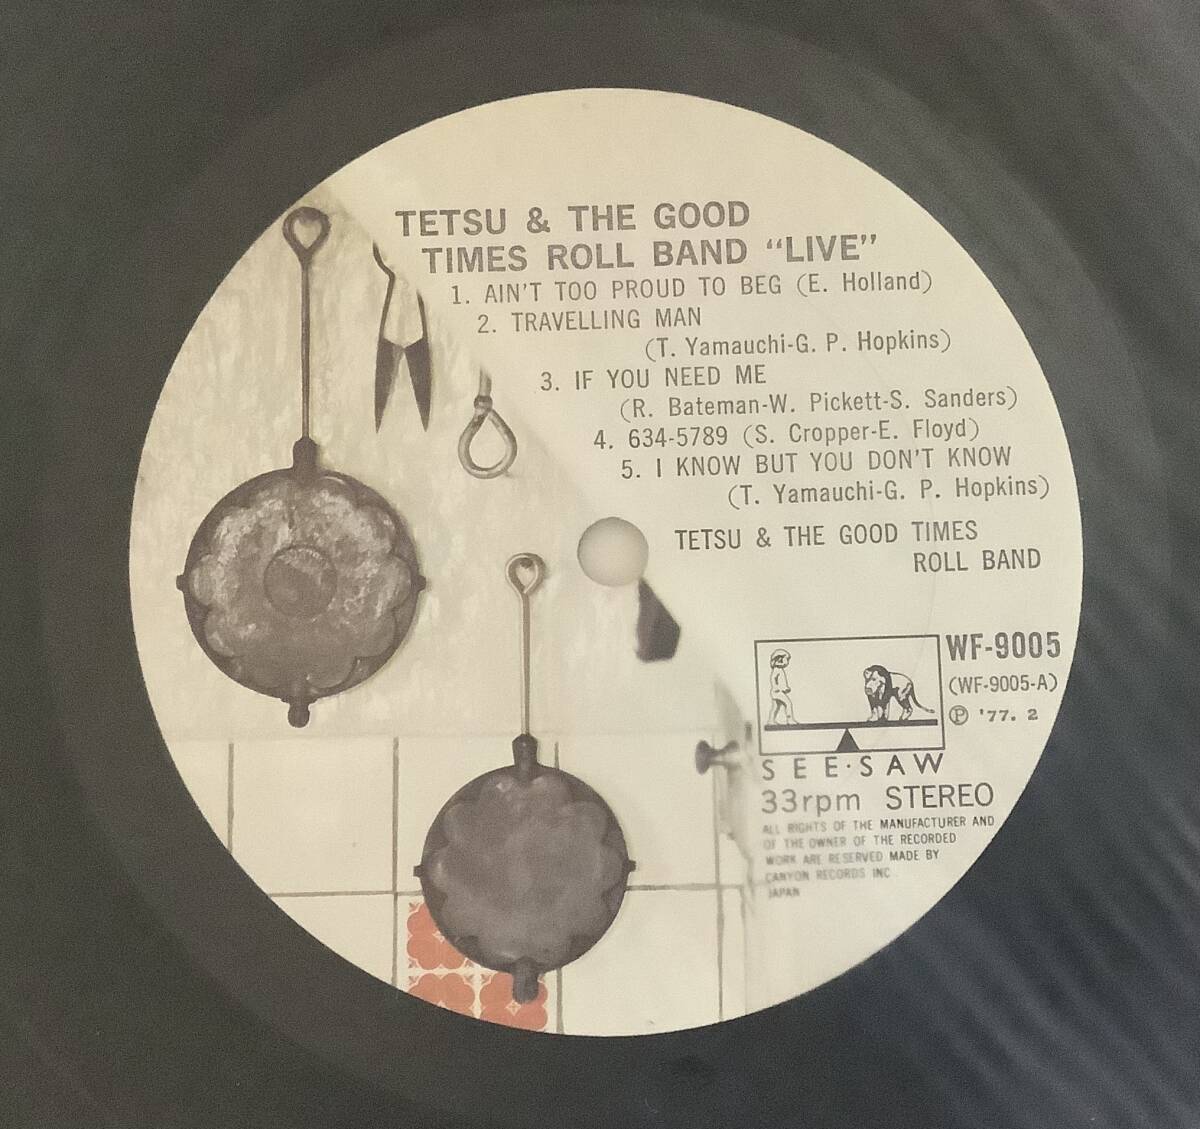 TETSU & THE GOOD
TIMES ROLL BAND “LIVE”
1. AIN'T TOO PROUD TO BEG (E. Holland)
2. TRAVELLING MAN
(T. Yamauchi-G. P. Hopkins)
3. IF YOU NEED ME
(R. Bateman-W. Pickett-S. Sanders)
4. 634-5789 (S. Cropper-E. Floyd)
5. I KNOW BUT YOU DON'T KNOW
(T. Yamauchi-G. P. Hopkins)
TETSU & THE GOOD TIMES
ROLL BAND
WF-9005
(WF-9005-A)
Ⓟ '77. 2
SEE·SAW
33rpm STEREO
ALL RIGHTS OF THE MANUFACTURER AND
OF THE OWNER OF THE RECORDED
WORK ARE RESERVED MADE BY
CANYON RECORDS INC.
JAPAN